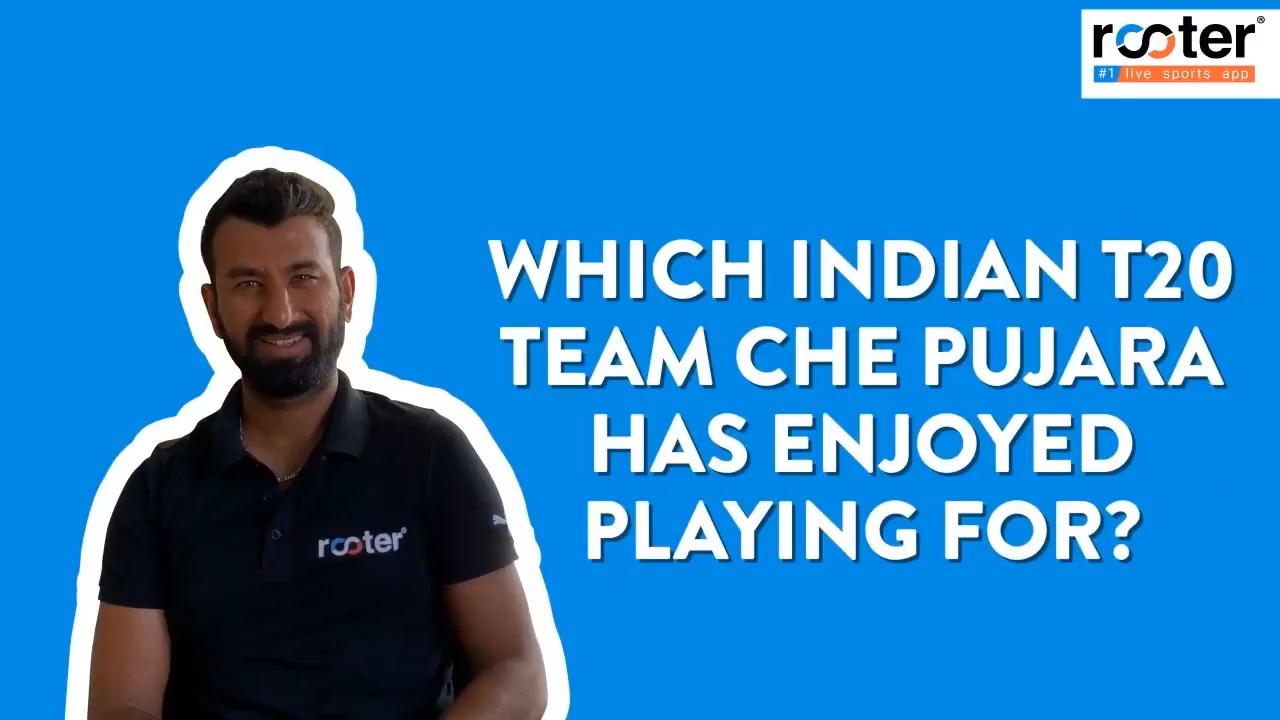 rooter®
#1 live sports app
WHICH INDIAN T20
TEAM CHE PUJARA
HAS ENJOYED
PLAYING FOR?
rooter®